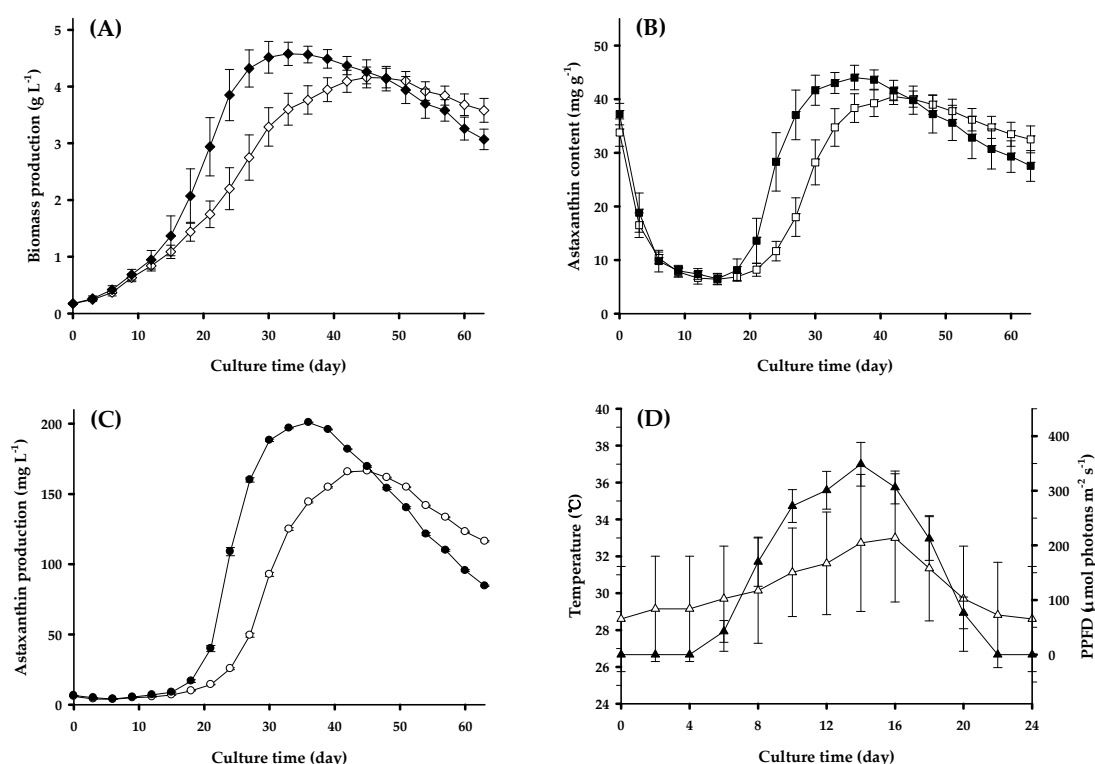 (A)
Biomass production (g L-1)
5
4
3
2
1
0
0 10 20 30 40 50 60
Culture time (day)
(B)
Astaxanthin content (mg g-1)
50
40
30
20
10
0
0 10 20 30 40 50 60
Culture time (day)
(C)
Astaxanthin production (mg L-1)
200
150
100
50
0
0 10 20 30 40 50 60
Culture time (day)
(D)
Temperature (℃)
40
38
36
34
32
30
28
26
24
400
300
200
100
0
PPFD (μmol photons m-2 s-1)
0 4 8 12 16 20 24
Culture time (day)